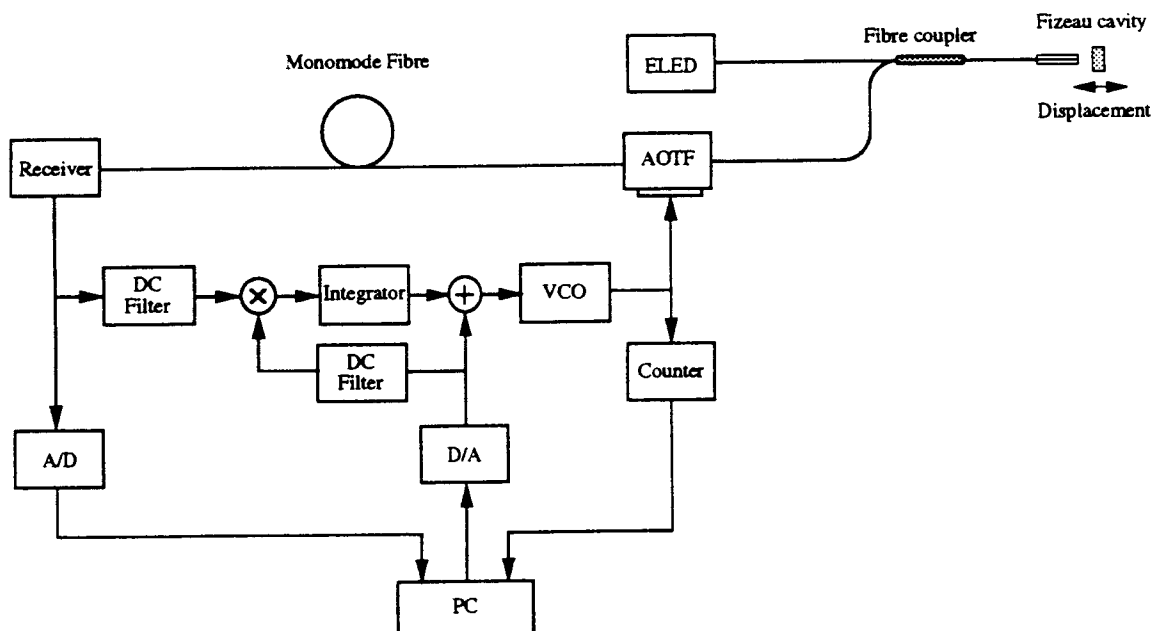 Fizeau cavity
Fibre coupler
Monomode Fibre
ELED
Displacement
AOTF
Receiver
DC
Filter
×
Integrator
+
VCO
DC
Filter
Counter
A/D
D/A
PC